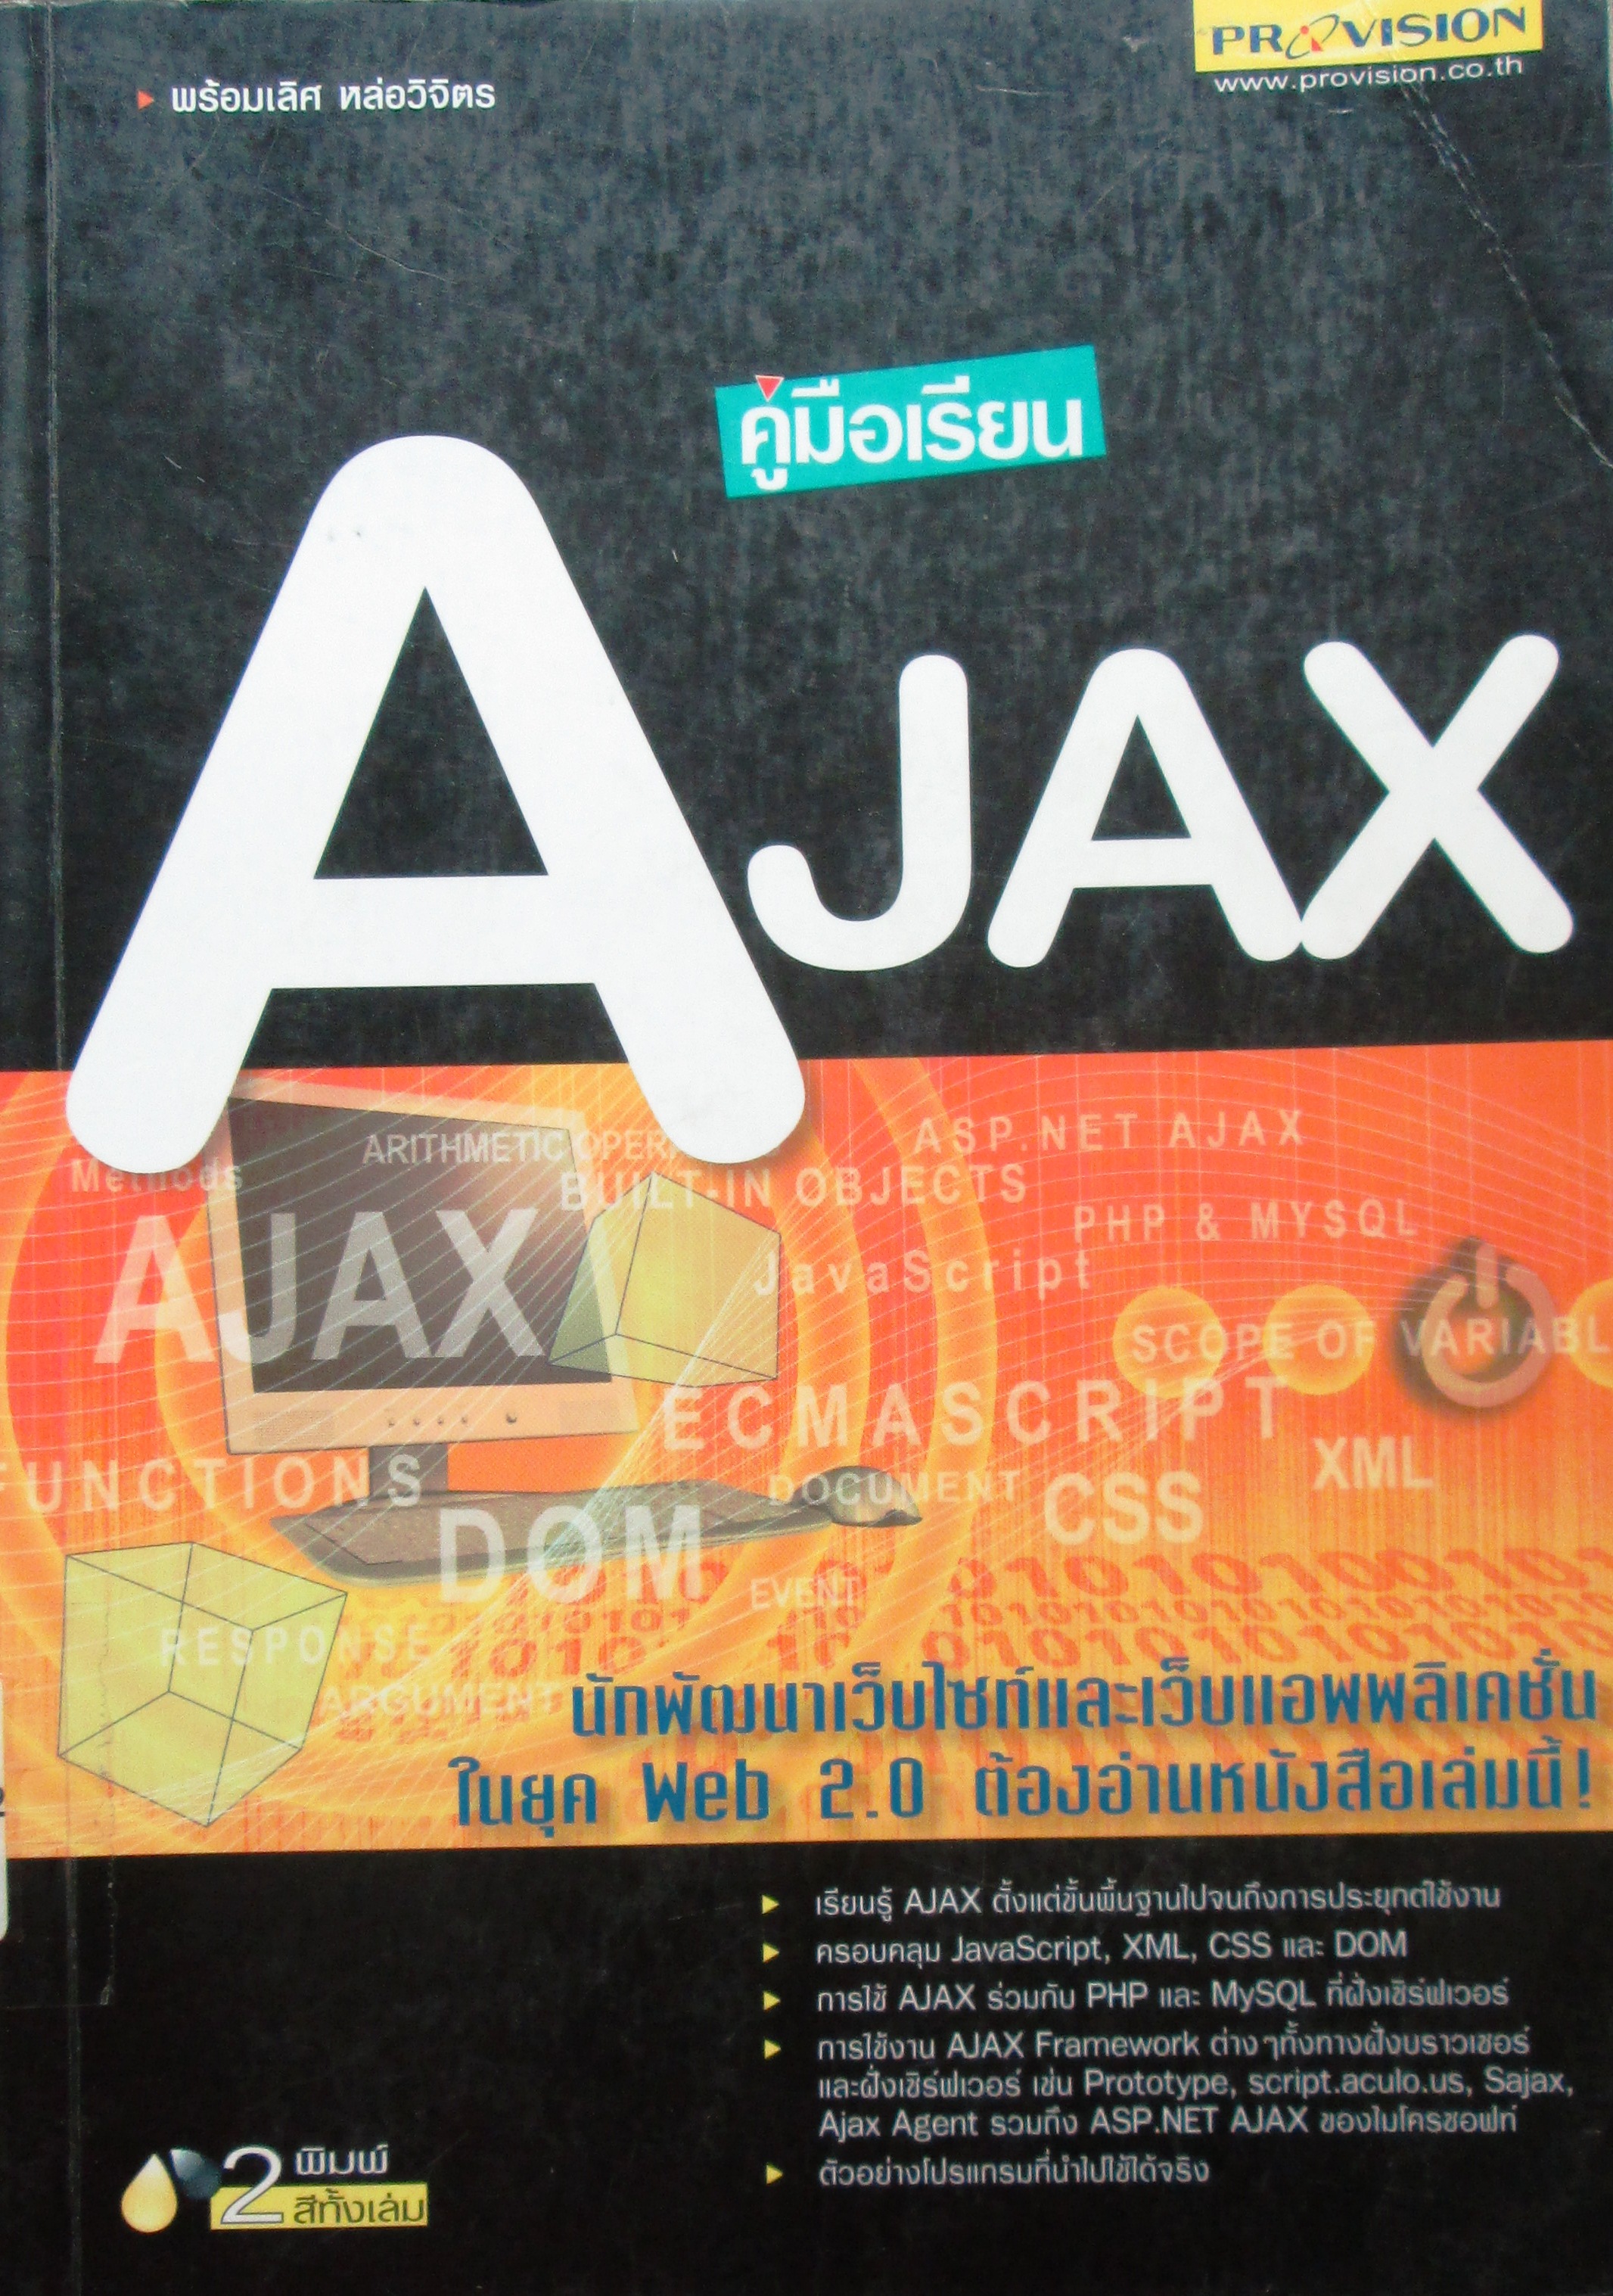 พร้อมเลิศ หล่อวิจิตร
PROVISION
www.provision.co.th
คู่มือเรียน
AJAX
ASP.NET AJAX
ARITHMETIC OPER
Methods
BUILT-IN OBJECTS
PHP & MYSQL
AJAX
JavaScript
SCOPE OF VARIABL
ECMASCRIPT
XML
FUNCTIONS
DOCUMENT
CSS
DOM
EVENT
RESPONSE
ARGUMENT
นักพัฒนาเว็บไซท์และเว็บแอพพลิเคชั่น
ในยุค Web 2.0 ต้องอ่านหนังสือเล่มนี้!
เรียนรู้ AJAX ตั้งแต่ขั้นพื้นฐานไปจนถึงการประยุกต์ใช้งาน
ครอบคลุม JavaScript, XML, CSS และ DOM
การใช้ AJAX ร่วมกับ PHP และ MySQL ที่ฝั่งเซิร์ฟเวอร์
การใช้งาน AJAX Framework ต่างๆทั้งทางฝั่งบราวเซอร์
และฝั่งเซิร์ฟเวอร์ เช่น Prototype, script.aculo.us, Sajax,
Ajax Agent รวมถึง ASP.NET AJAX ของไมโครซอฟท์
ตัวอย่างโปรแกรมที่นำไปใช้ได้จริง
พิมพ์
2 สีทั้งเล่ม